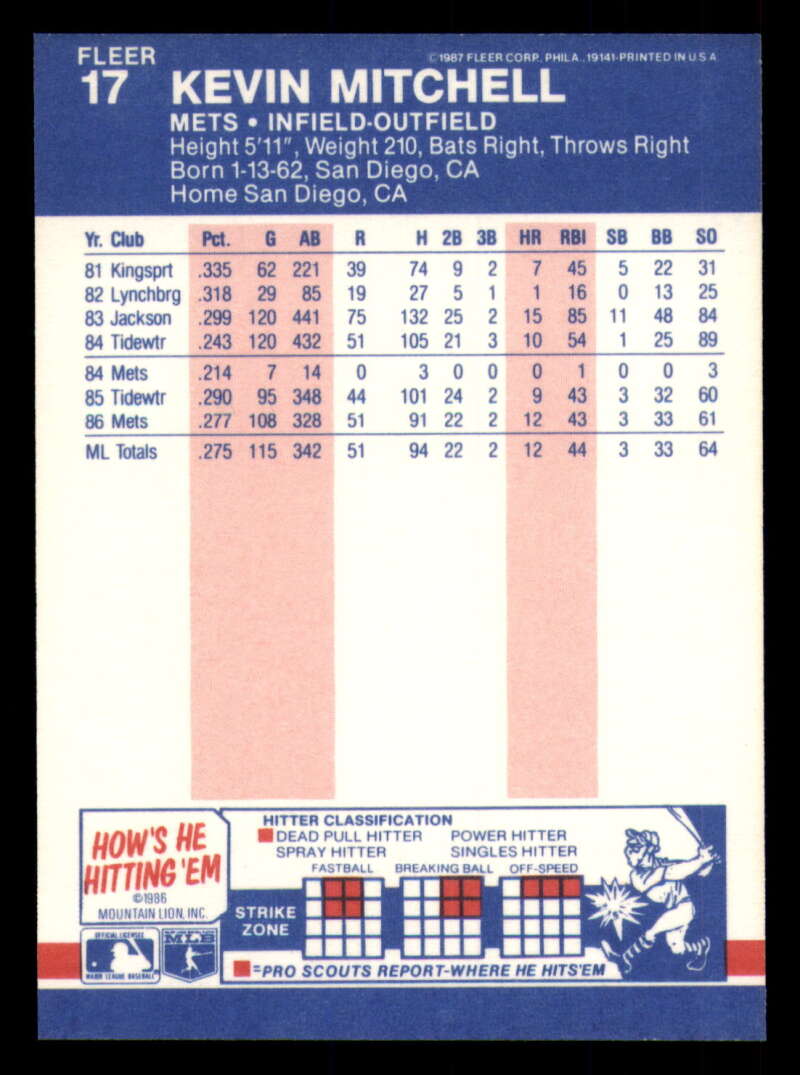 FLEER
©1987 FLEER CORP. PHILA., 19141-PRINTED IN U S A
17 KEVIN MITCHELL
METS • INFIELD-OUTFIELD
Height 5'11", Weight 210, Bats Right, Throws Right
Born 1-13-62, San Diego, CA
Home San Diego, CA
Yr. Club Pct. G AB R H 2B 3B HR RBI SB BB SO
81 Kingsprt .335 62 221 39 74 9 2 7 45 5 22 31
82 Lynchbrg .318 29 85 19 27 5 1 1 16 0 13 25
83 Jackson .299 120 441 75 132 25 2 15 85 11 48 84
84 Tidewtr .243 120 432 51 105 21 3 10 54 1 25 89
84 Mets .214 7 14 0 3 0 0 0 1 0 0 3
85 Tidewtr .290 95 348 44 101 24 2 9 43 3 32 60
86 Mets .277 108 328 51 91 22 2 12 43 3 33 61
ML Totals .275 115 342 51 94 22 2 12 44 3 33 64
HOW'S HE
HITTING 'EM
©1986
MOUNTAIN LION, INC.
HITTER CLASSIFICATION
DEAD PULL HITTER POWER HITTER
SPRAY HITTER SINGLES HITTER
FASTBALL BREAKING BALL OFF-SPEED
STRIKE
ZONE
=PRO SCOUTS REPORT-WHERE HE HITS'EM
OFFICIAL LICENSEE
MAJOR LEAGUE BASEBALL
MLB